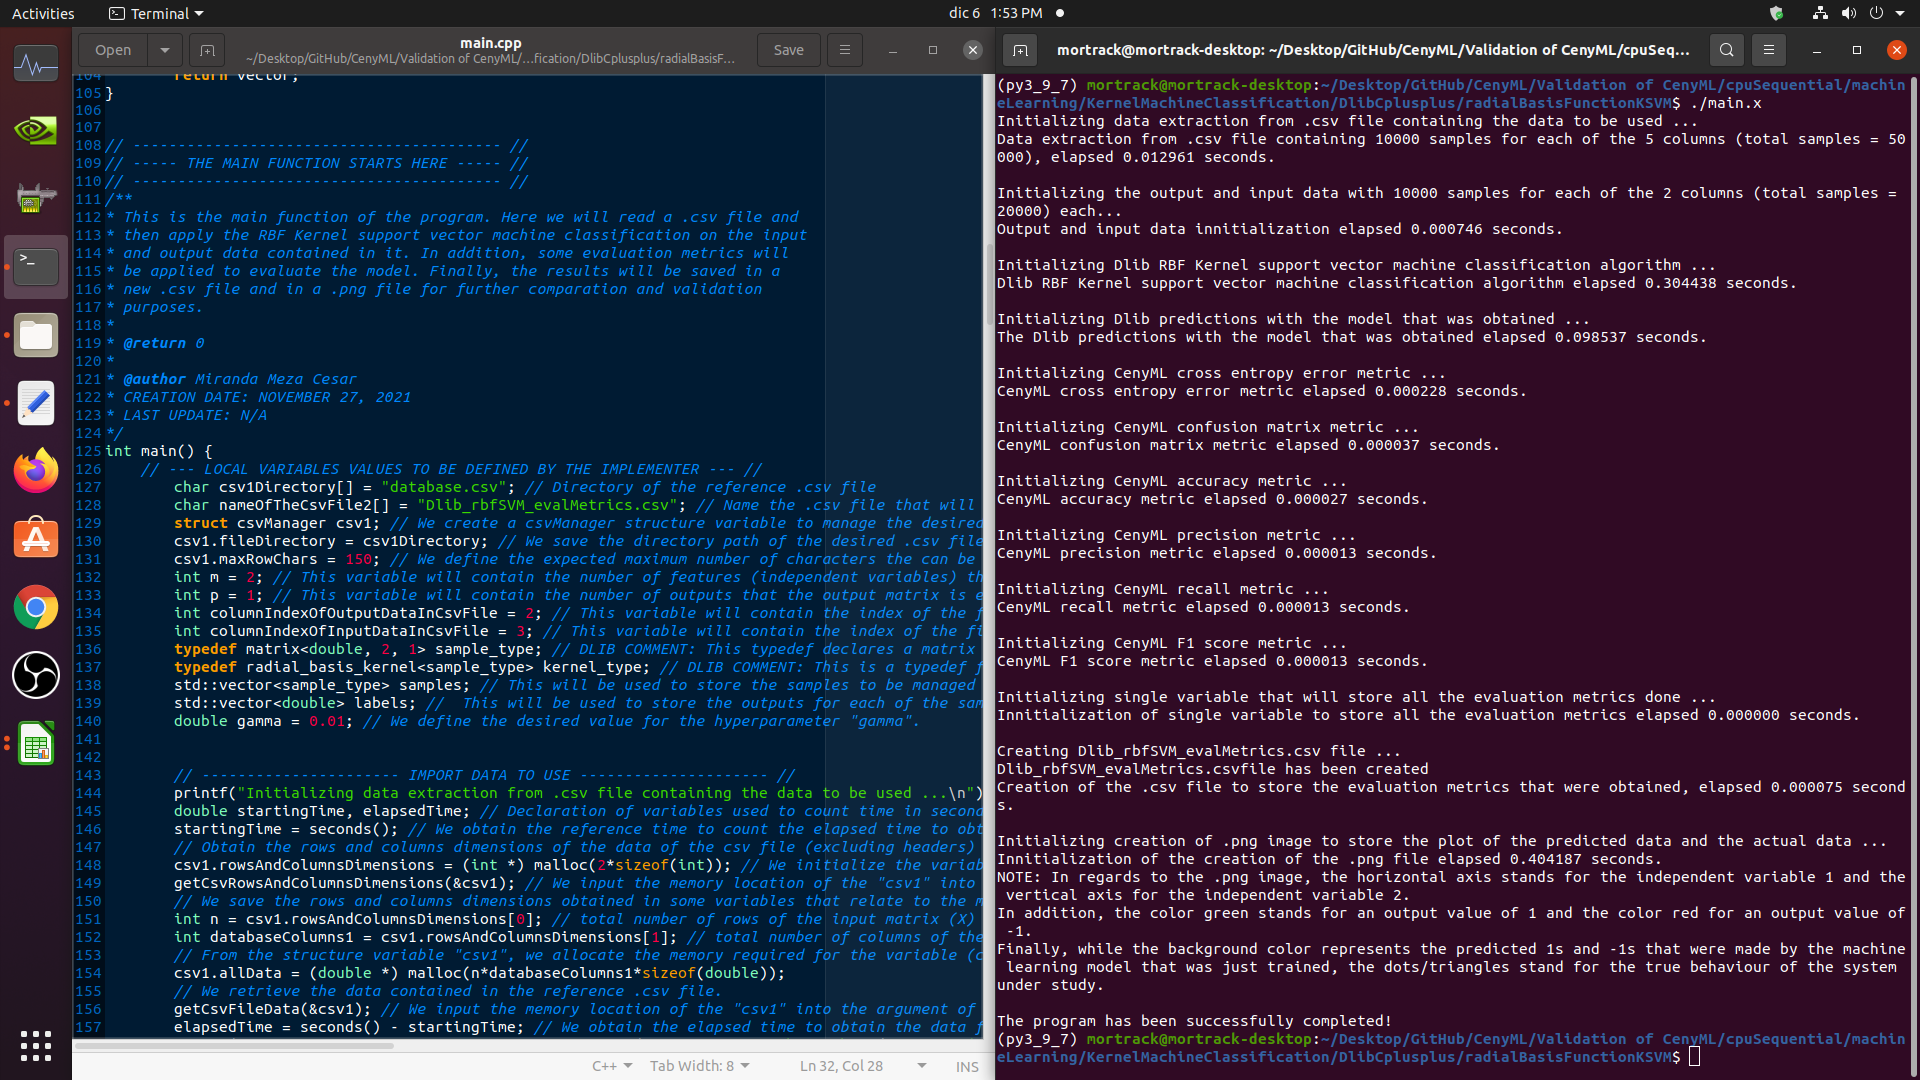 Activities
Terminal
dic 6 1:53 PM
Open
main.cpp
~/Desktop/GitHub/CenyML/Validation of CenyML/...fication/DlibCplusplus/radialBasisF...
Save
104 return vector;
105 }
106
107
108 // ----------------------------------------- //
109 // ----- THE MAIN FUNCTION STARTS HERE ----- //
110 // ----------------------------------------- //
111 /**
112 * This is the main function of the program. Here we will read a .csv file and
113 * then apply the RBF Kernel support vector machine classification on the input
114 * and output data contained in it. In addition, some evaluation metrics will
115 * be applied to evaluate the model. Finally, the results will be saved in a
116 * new .csv file and in a .png file for further comparation and validation
117 * purposes.
118 *
119 * @return 0
120 *
121 * @author Miranda Meza Cesar
122 * CREATION DATE: NOVEMBER 27, 2021
123 * LAST UPDATE: N/A
124 */
125 int main() {
126 // --- LOCAL VARIABLES VALUES TO BE DEFINED BY THE IMPLEMENTER --- //
127 char csv1Directory[] = "database.csv"; // Directory of the reference .csv file
128 char nameOfTheCsvFile2[] = "Dlib_rbfSVM_evalMetrics.csv"; // Name the .csv file that will
129 struct csvManager csv1; // We create a csvManager structure variable to manage the desired
130 csv1.fileDirectory = csv1Directory; // We save the directory path of the desired .csv file
131 csv1.maxRowChars = 150; // We define the expected maximum number of characters the can be
132 int m = 2; // This variable will contain the number of features (independent variables) th
133 int p = 1; // This variable will contain the number of outputs that the output matrix is e
134 int columnIndexOfOutputDataInCsvFile = 2; // This variable will contain the index of the f
135 int columnIndexOfInputDataInCsvFile = 3; // This variable will contain the index of the fi
136 typedef matrix<double, 2, 1> sample_type; // DLIB COMMENT: This typedef declares a matrix
137 typedef radial_basis_kernel<sample_type> kernel_type; // DLIB COMMENT: This is a typedef f
138 std::vector<sample_type> samples; // This will be used to store the samples to be managed
139 std::vector<double> labels; //  This will be used to store the outputs for each of the sam
140 double gamma = 0.01; // We define the desired value for the hyperparameter "gamma".
141
142
143 // ---------------------- IMPORT DATA TO USE --------------------- //
144 printf("Initializing data extraction from .csv file containing the data to be used ...\n")
145 double startingTime, elapsedTime; // Declaration of variables used to count time in second
146 startingTime = seconds(); // We obtain the reference time to count the elapsed time to obt
147 // Obtain the rows and columns dimensions of the data of the csv file (excluding headers)
148 csv1.rowsAndColumnsDimensions = (int *) malloc(2*sizeof(int)); // We initialize the variab
149 getCsvRowsAndColumnsDimensions(&csv1); // We input the memory location of the "csv1" into
150 // We save the rows and columns dimensions obtained in some variables that relate to the m
151 int n = csv1.rowsAndColumnsDimensions[0]; // total number of rows of the input matrix (X)
152 int databaseColumns1 = csv1.rowsAndColumnsDimensions[1]; // total number of columns of the
153 // From the structure variable "csv1", we allocate the memory required for the variable (c
154 csv1.allData = (double *) malloc(n*databaseColumns1*sizeof(double));
155 // We retrieve the data contained in the reference .csv file.
156 getCsvFileData(&csv1); // We input the memory location of the "csv1" into the argument of
157 elapsedTime = seconds() - startingTime; // We obtain the elapsed time to obtain the data f
C++
Tab Width: 8
Ln 32, Col 28
INS
mortrack@mortrack-desktop: ~/Desktop/GitHub/CenyML/Validation of CenyML/cpuSeq...
(py3_9_7) mortrack@mortrack-desktop:~/Desktop/GitHub/CenyML/Validation of CenyML/cpuSequential/machin
eLearning/KernelMachineClassification/DlibCplusplus/radialBasisFunctionKSVM$ ./main.x
Initializing data extraction from .csv file containing the data to be used ...
Data extraction from .csv file containing 10000 samples for each of the 5 columns (total samples = 50
000), elapsed 0.012961 seconds.
Initializing the output and input data with 10000 samples for each of the 2 columns (total samples =
20000) each...
Output and input data innitialization elapsed 0.000746 seconds.
Initializing Dlib RBF Kernel support vector machine classification algorithm ...
Dlib RBF Kernel support vector machine classification algorithm elapsed 0.304438 seconds.
Initializing Dlib predictions with the model that was obtained ...
The Dlib predictions with the model that was obtained elapsed 0.098537 seconds.
Initializing CenyML cross entropy error metric ...
CenyML cross entropy error metric elapsed 0.000228 seconds.
Initializing CenyML confusion matrix metric ...
CenyML confusion matrix metric elapsed 0.000037 seconds.
Initializing CenyML accuracy metric ...
CenyML accuracy metric elapsed 0.000027 seconds.
Initializing CenyML precision metric ...
CenyML precision metric elapsed 0.000013 seconds.
Initializing CenyML recall metric ...
CenyML recall metric elapsed 0.000013 seconds.
Initializing CenyML F1 score metric ...
CenyML F1 score metric elapsed 0.000013 seconds.
Initializing single variable that will store all the evaluation metrics done ...
Innitialization of single variable to store all the evaluation metrics elapsed 0.000000 seconds.
Creating Dlib_rbfSVM_evalMetrics.csv file ...
Dlib_rbfSVM_evalMetrics.csvfile has been created
Creation of the .csv file to store the evaluation metrics that were obtained, elapsed 0.000075 second
s.
Initializing creation of .png image to store the plot of the predicted data and the actual data ...
Innitialization of the creation of the .png file elapsed 0.404187 seconds.
NOTE: In regards to the .png image, the horizontal axis stands for the independent variable 1 and the
vertical axis for the independent variable 2.
In addition, the color green stands for an output value of 1 and the color red for an output value of
-1.
Finally, while the background color represents the predicted 1s and -1s that were made by the machine
learning model that was just trained, the dots/triangles stand for the true behaviour of the system
under study.
The program has been successfully completed!
(py3_9_7) mortrack@mortrack-desktop:~/Desktop/GitHub/CenyML/Validation of CenyML/cpuSequential/machin
eLearning/KernelMachineClassification/DlibCplusplus/radialBasisFunctionKSVM$